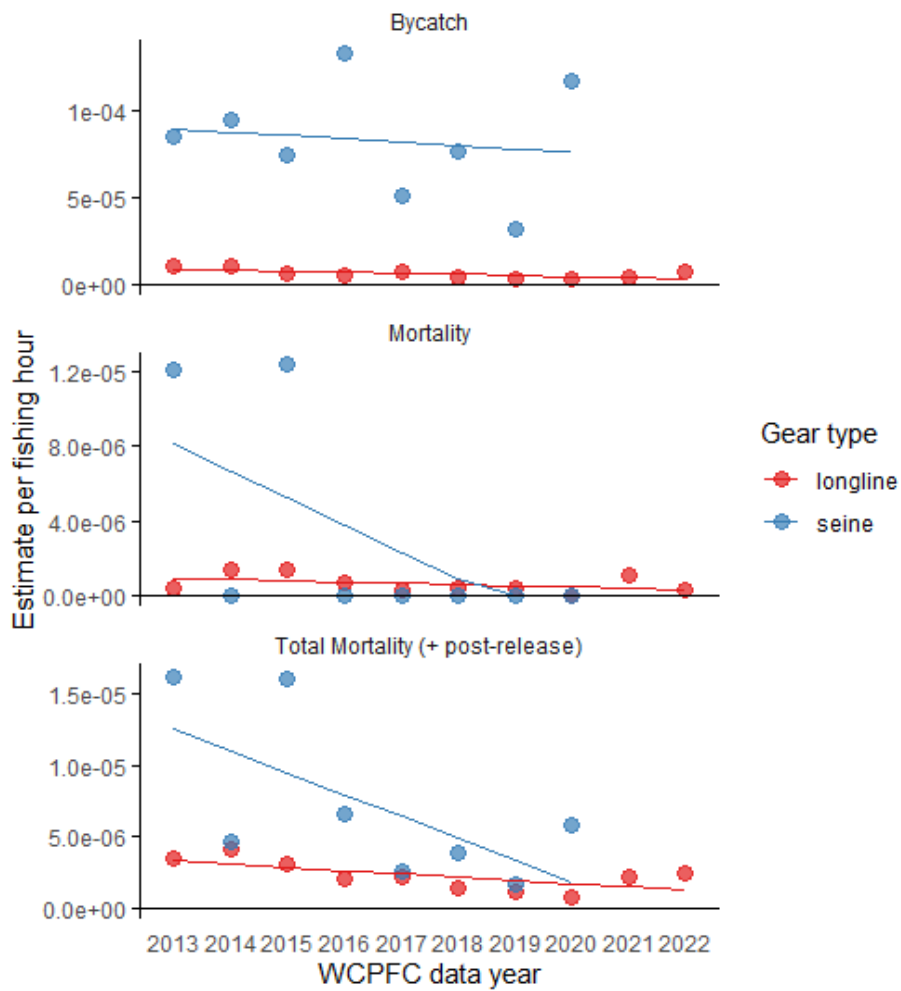 Bycatch
1e-04
5e-05
0e+00
Mortality
1.2e-05
8.0e-06
4.0e-06
0.0e+00
Total Mortality (+ post-release)
1.5e-05
1.0e-05
5.0e-06
0.0e+00
2013 2014 2015 2016 2017 2018 2019 2020 2021 2022
WCPFC data year
Estimate per fishing hour
Gear type
longline
seine